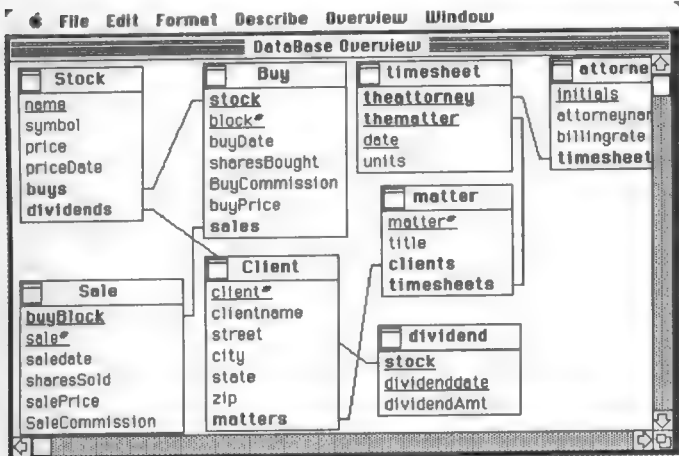 File Edit Format Describe Overview Window
DataBase Overview
Stock
name
symbol
price
priceDate
buys
dividends
Buy
stock
block#
buyDate
sharesBought
BuyCommission
buyPrice
sales
timesheet
theattorney
thematter
date
units
attorne
initials
attorneynar
billingrate
timesheet
matter
matter#
title
clients
timesheets
Sale
buyBlock
sale#
saledate
sharesSold
salePrice
SaleCommission
Client
client#
clientname
street
city
state
zip
matters
dividend
stock
dividenddate
dividendAmt